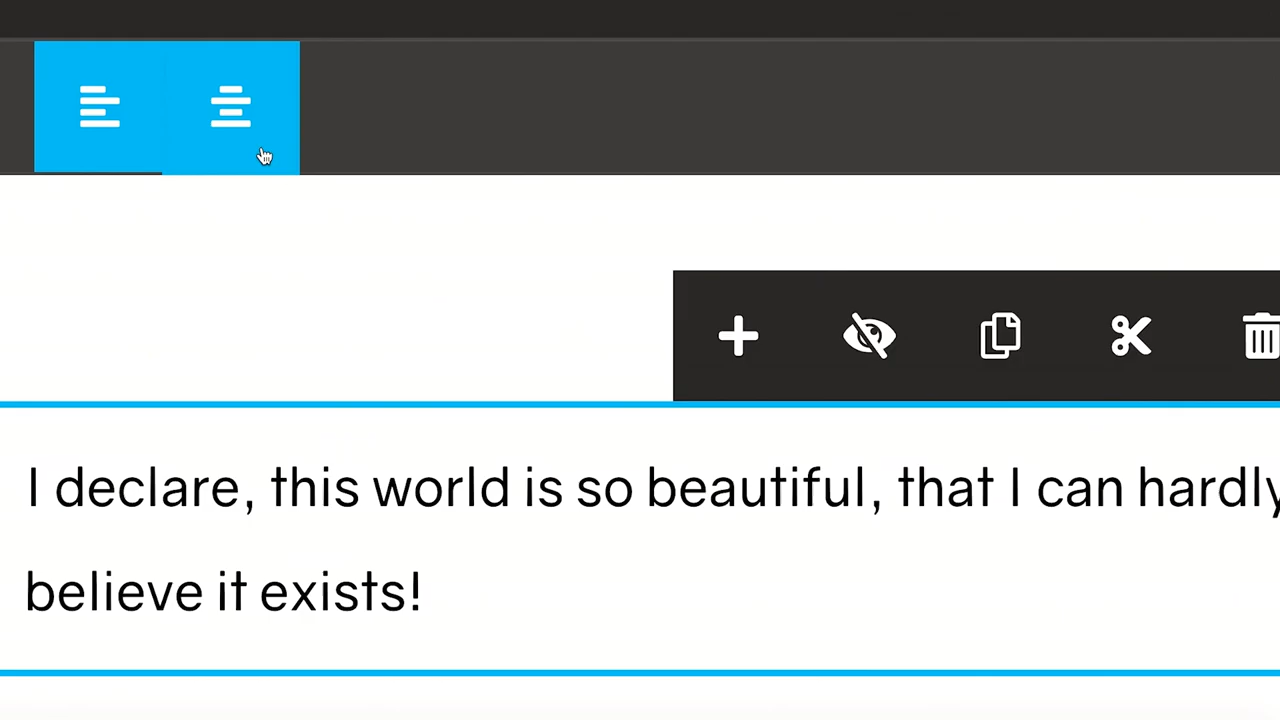 I declare, this world is so beautiful, that I can hardly
believe it exists!